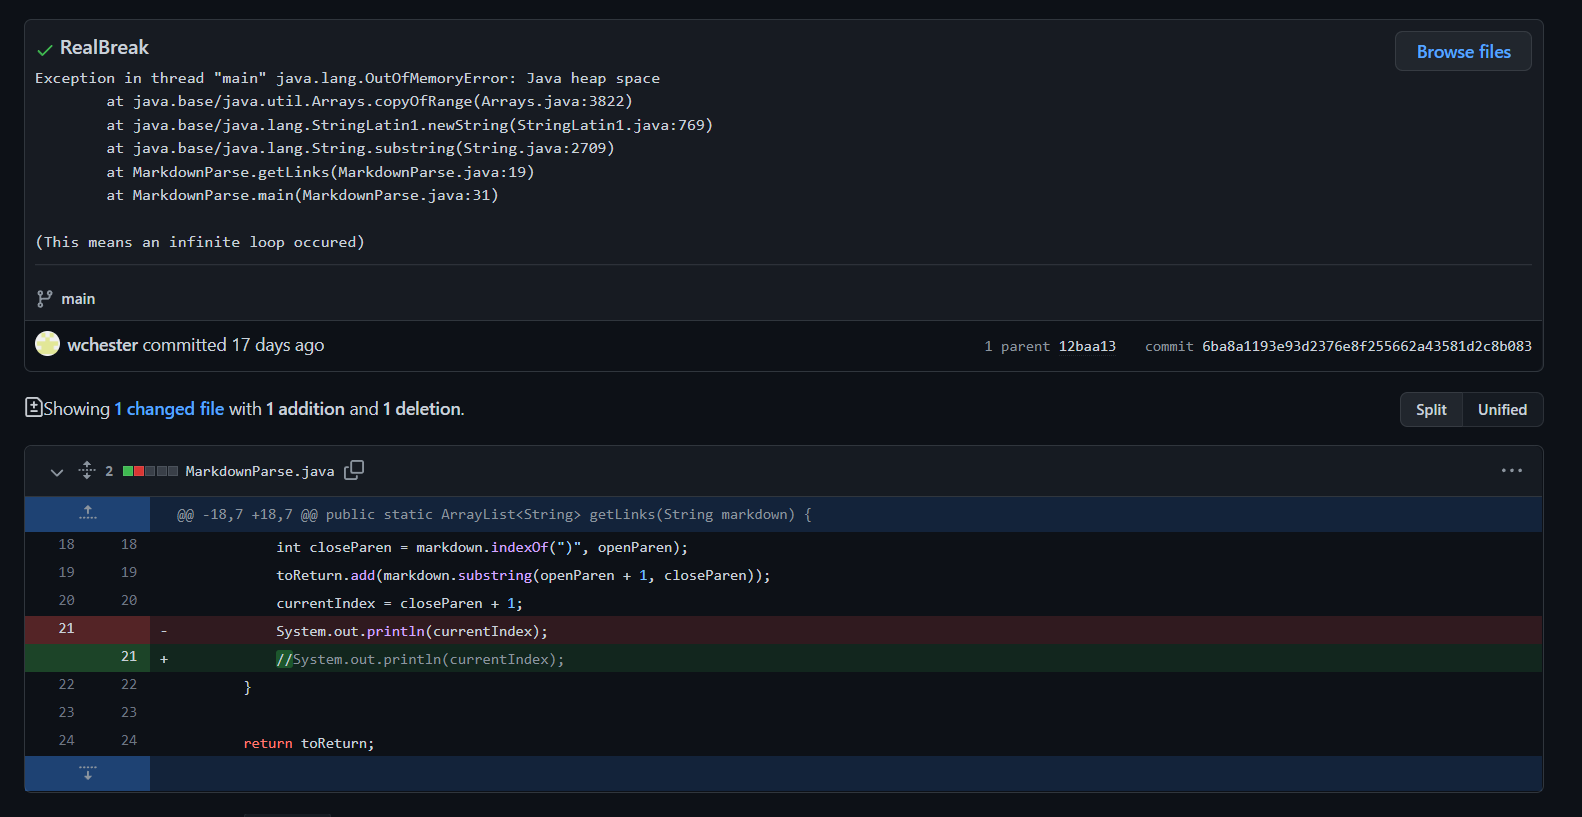 RealBreak
Browse files
Exception in thread "main" java.lang.OutOfMemoryError: Java heap space
at java.base/java.util.Arrays.copyOfRange(Arrays.java:3822)
at java.base/java.lang.StringLatin1.newString(StringLatin1.java:769)
at java.base/java.lang.String.substring(String.java:2709)
at MarkdownParse.getLinks(MarkdownParse.java:19)
at MarkdownParse.main(MarkdownParse.java:31)
(This means an infinite loop occured)
main
wchester committed 17 days ago 1 parent 12baa13 commit 6ba8a1193e93d2376e8f255662a43581d2c8b083
Showing 1 changed file with 1 addition and 1 deletion. Split Unified
2 MarkdownParse.java ...
@@ -18,7 +18,7 @@ public static ArrayList<String> getLinks(String markdown) {
18 18 int closeParen = markdown.indexOf(")", openParen);
19 19 toReturn.add(markdown.substring(openParen + 1, closeParen));
20 20 currentIndex = closeParen + 1;
21 - System.out.println(currentIndex);
21 + //System.out.println(currentIndex);
22 22 }
23 23
24 24 return toReturn;